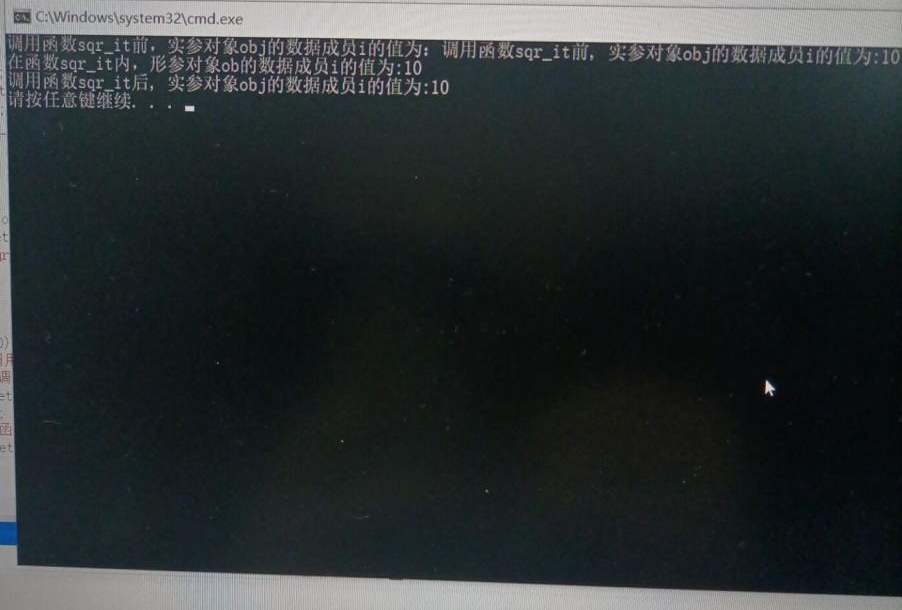 C:\Windows\system32\cmd.exe
调用函数sqr_it前，实参对象obj的数据成员i的值为：调用函数sqr_it前，实参对象obj的数据成员i的值为:10
在函数sqr_it内，形参对象ob的数据成员i的值为:10
调用函数sqr_it后，实参对象obj的数据成员i的值为:10
请按任意键继续. . .